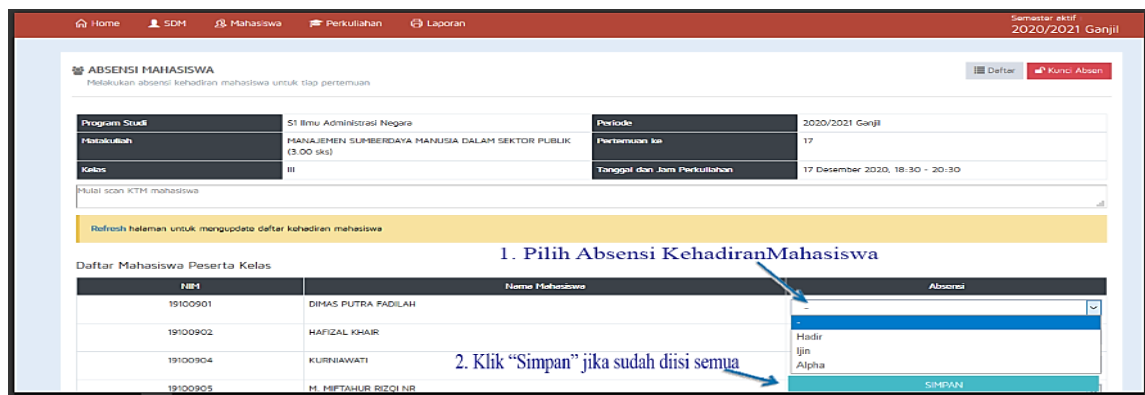 Home SDM Mahasiswa Perkuliahan Laporan
Semester aktif :
2020/2021 Ganjil
ABSENSI MAHASISWA
Melakukan absensi kehadiran mahasiswa untuk tiap pertemuan
Daftar Kunci Absen
Program Studi S1 Ilmu Administrasi Negara Periode 2020/2021 Ganjil
Matakuliah MANAJEMEN SUMBERDAYA MANUSIA DALAM SEKTOR PUBLIK Pertemuan ke 17
(3.00 sks)
Kelas III Tanggal dan Jam Perkuliahan 17 Desember 2020, 18:30 - 20:30
Mulai scan KTM mahasiswa
Refresh halaman untuk mengupdate daftar kehadiran mahasiswa
1. Pilih Absensi KehadiranMahasiswa
Daftar Mahasiswa Peserta Kelas
NIM Nama Mahasiswa Absensi
19100901 DIMAS PUTRA FADILAH -
-
19100902 HAFIZAL KHAIR Hadir
Ijin
19100904 KURNIAWATI Alpha
2. Klik “Simpan” jika sudah diisi semua
19100905 M. MIFTAHUR RIZQI NR SIMPAN